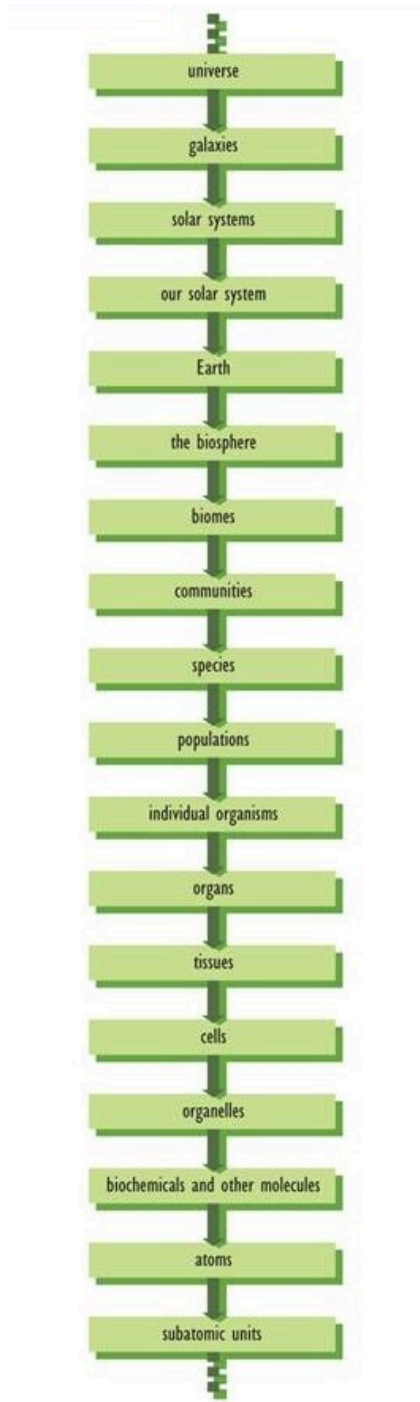 universe
galaxies
solar systems
our solar system
Earth
the biosphere
biomes
communities
species
populations
individual organisms
organs
tissues
cells
organelles
biochemicals and other molecules
atoms
subatomic units